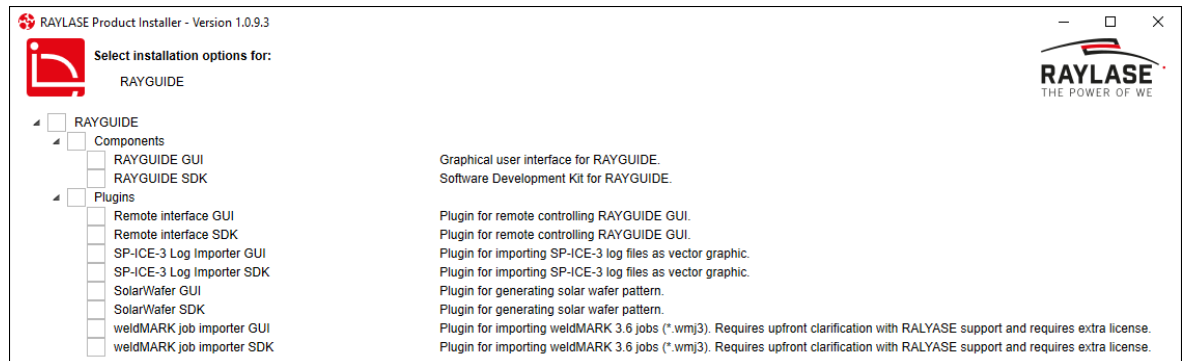 RAYLASE Product Installer - Version 1.0.9.3
Select installation options for:
RAYGUIDE
RAYLASE
THE POWER OF WE
RAYGUIDE
Components
RAYGUIDE GUI Graphical user interface for RAYGUIDE.
RAYGUIDE SDK Software Development Kit for RAYGUIDE.
Plugins
Remote interface GUI Plugin for remote controlling RAYGUIDE GUI.
Remote interface SDK Plugin for remote controlling RAYGUIDE GUI.
SP-ICE-3 Log Importer GUI Plugin for importing SP-ICE-3 log files as vector graphic.
SP-ICE-3 Log Importer SDK Plugin for importing SP-ICE-3 log files as vector graphic.
SolarWafer GUI Plugin for generating solar wafer pattern.
SolarWafer SDK Plugin for generating solar wafer pattern.
weldMARK job importer GUI Plugin for importing weldMARK 3.6 jobs (*.wmj3). Requires upfront clarification with RALYASE support and requires extra license.
weldMARK job importer SDK Plugin for importing weldMARK 3.6 jobs (*.wmj3). Requires upfront clarification with RALYASE support and requires extra license.